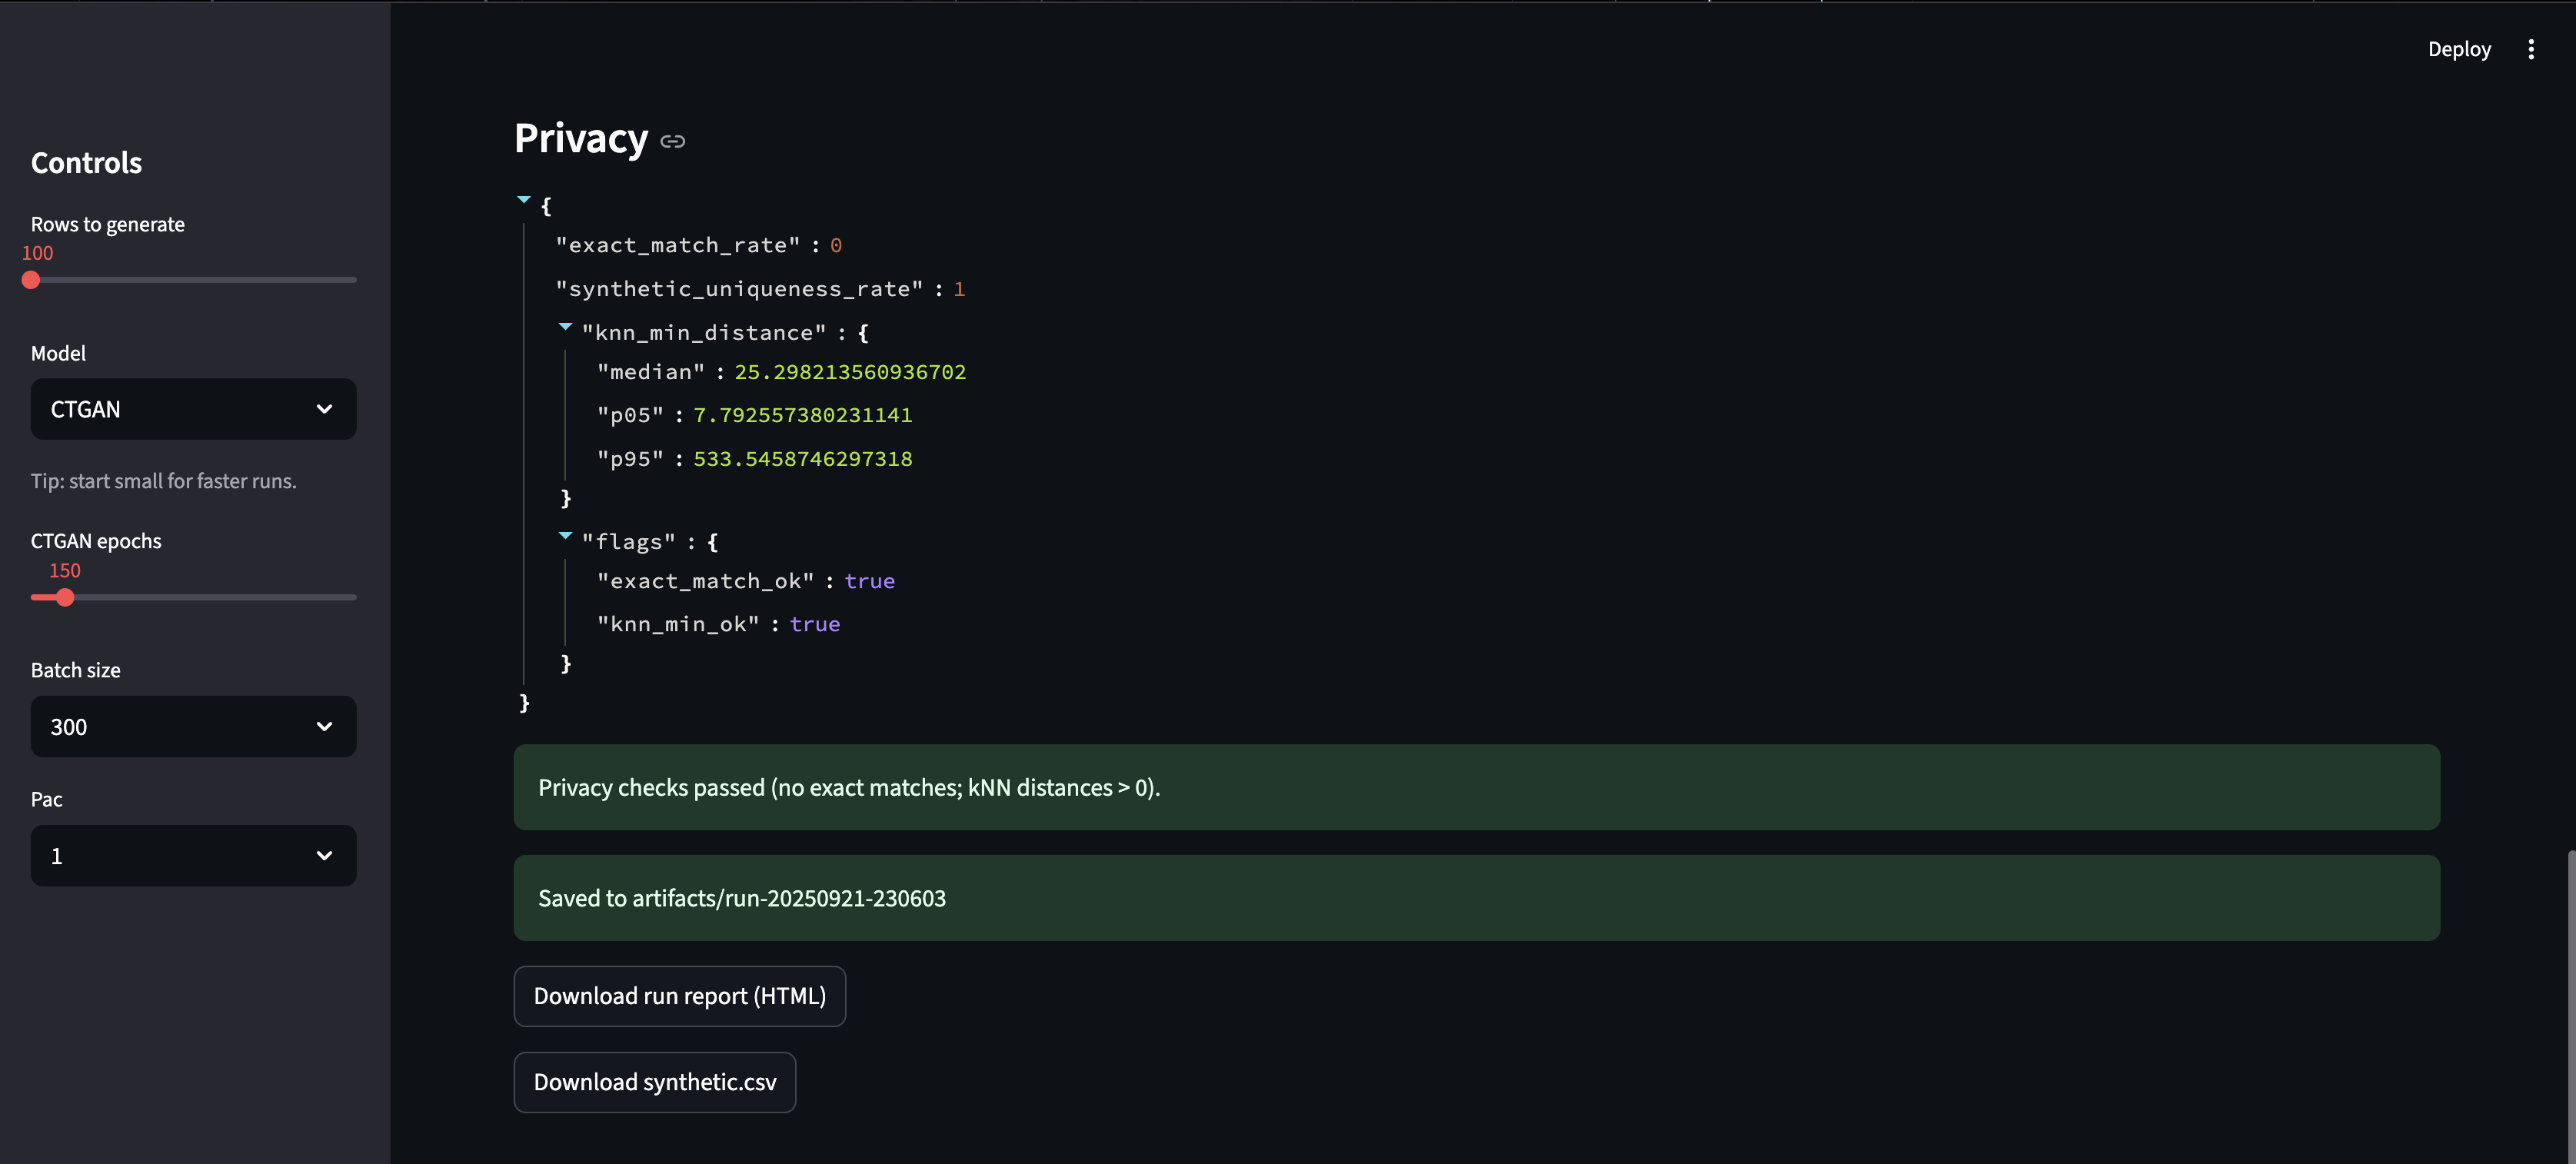 Deploy
Controls
Rows to generate
100
Model
CTGAN
Tip: start small for faster runs.
CTGAN epochs
150
Batch size
300
Pac
1
Privacy
{
"exact_match_rate" : 0
"synthetic_uniqueness_rate" : 1
"knn_min_distance" : {
"median" : 25.298213560936702
"p05" : 7.792557380231141
"p95" : 533.5458746297318
}
"flags" : {
"exact_match_ok" : true
"knn_min_ok" : true
}
}
Privacy checks passed (no exact matches; kNN distances > 0).
Saved to artifacts/run-20250921-230603
Download run report (HTML)
Download synthetic.csv